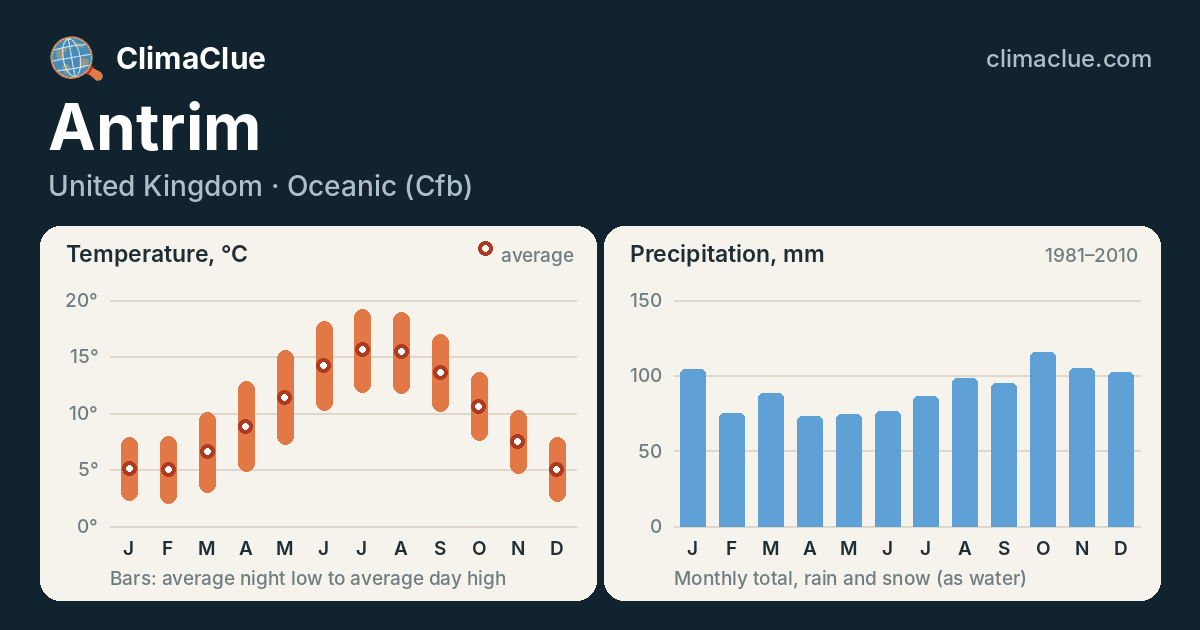 ClimaClue
climaclue.com
Antrim
United Kingdom · Oceanic (Cfb)
Temperature, °C
average
20°
15°
10°
5°
0°
J F M A M J J A S O N D
Bars: average night low to average day high
Precipitation, mm
1981–2010
150
100
50
0
J F M A M J J A S O N D
Monthly total, rain and snow (as water)